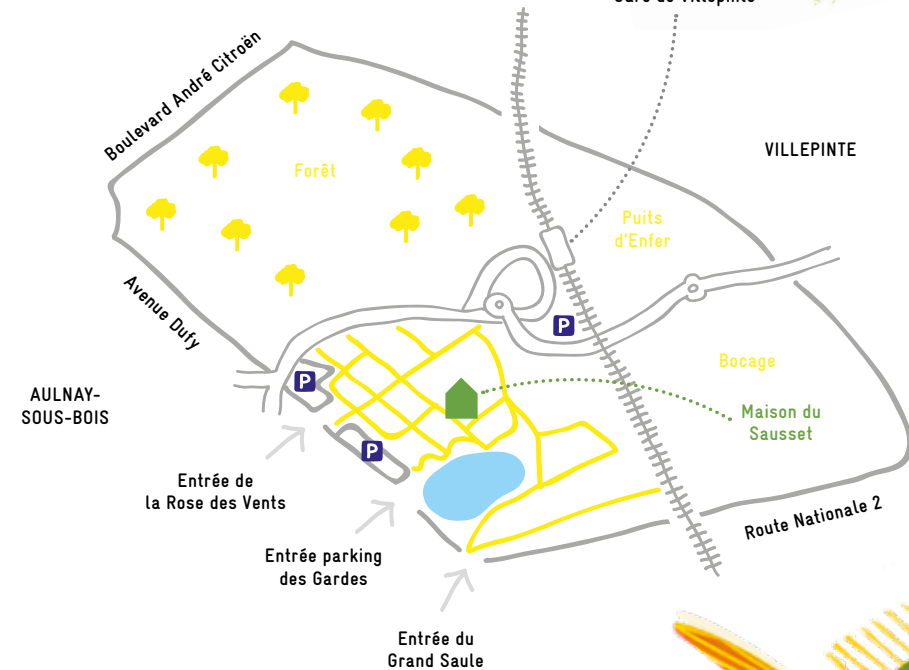 Boulevard André Citroën
VILLEPINTE
Forêt
Puits
d'Enfer
Avenue Dufy
P
P
P
Bocage
AULNAY-
SOUS-BOIS
Maison du
Sausset
Entrée de
la Rose des Vents
Route Nationale 2
Entrée parking
des Gardes
Entrée du
Grand Saule